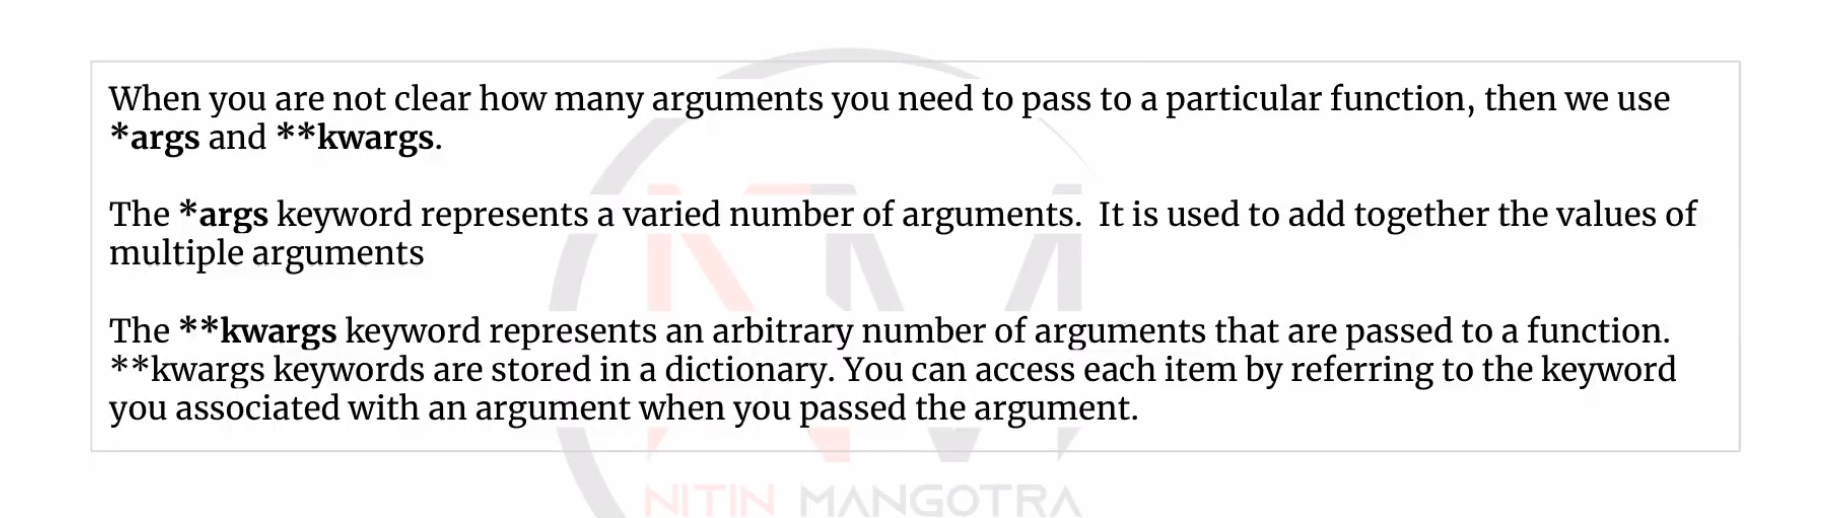 When you are not clear how many arguments you need to pass to a particular function, then we use
*args and **kwargs.
The *args keyword represents a varied number of arguments.  It is used to add together the values of
multiple arguments
The **kwargs keyword represents an arbitrary number of arguments that are passed to a function.
**kwargs keywords are stored in a dictionary. You can access each item by referring to the keyword
you associated with an argument when you passed the argument.
NITIN MANGOTRA